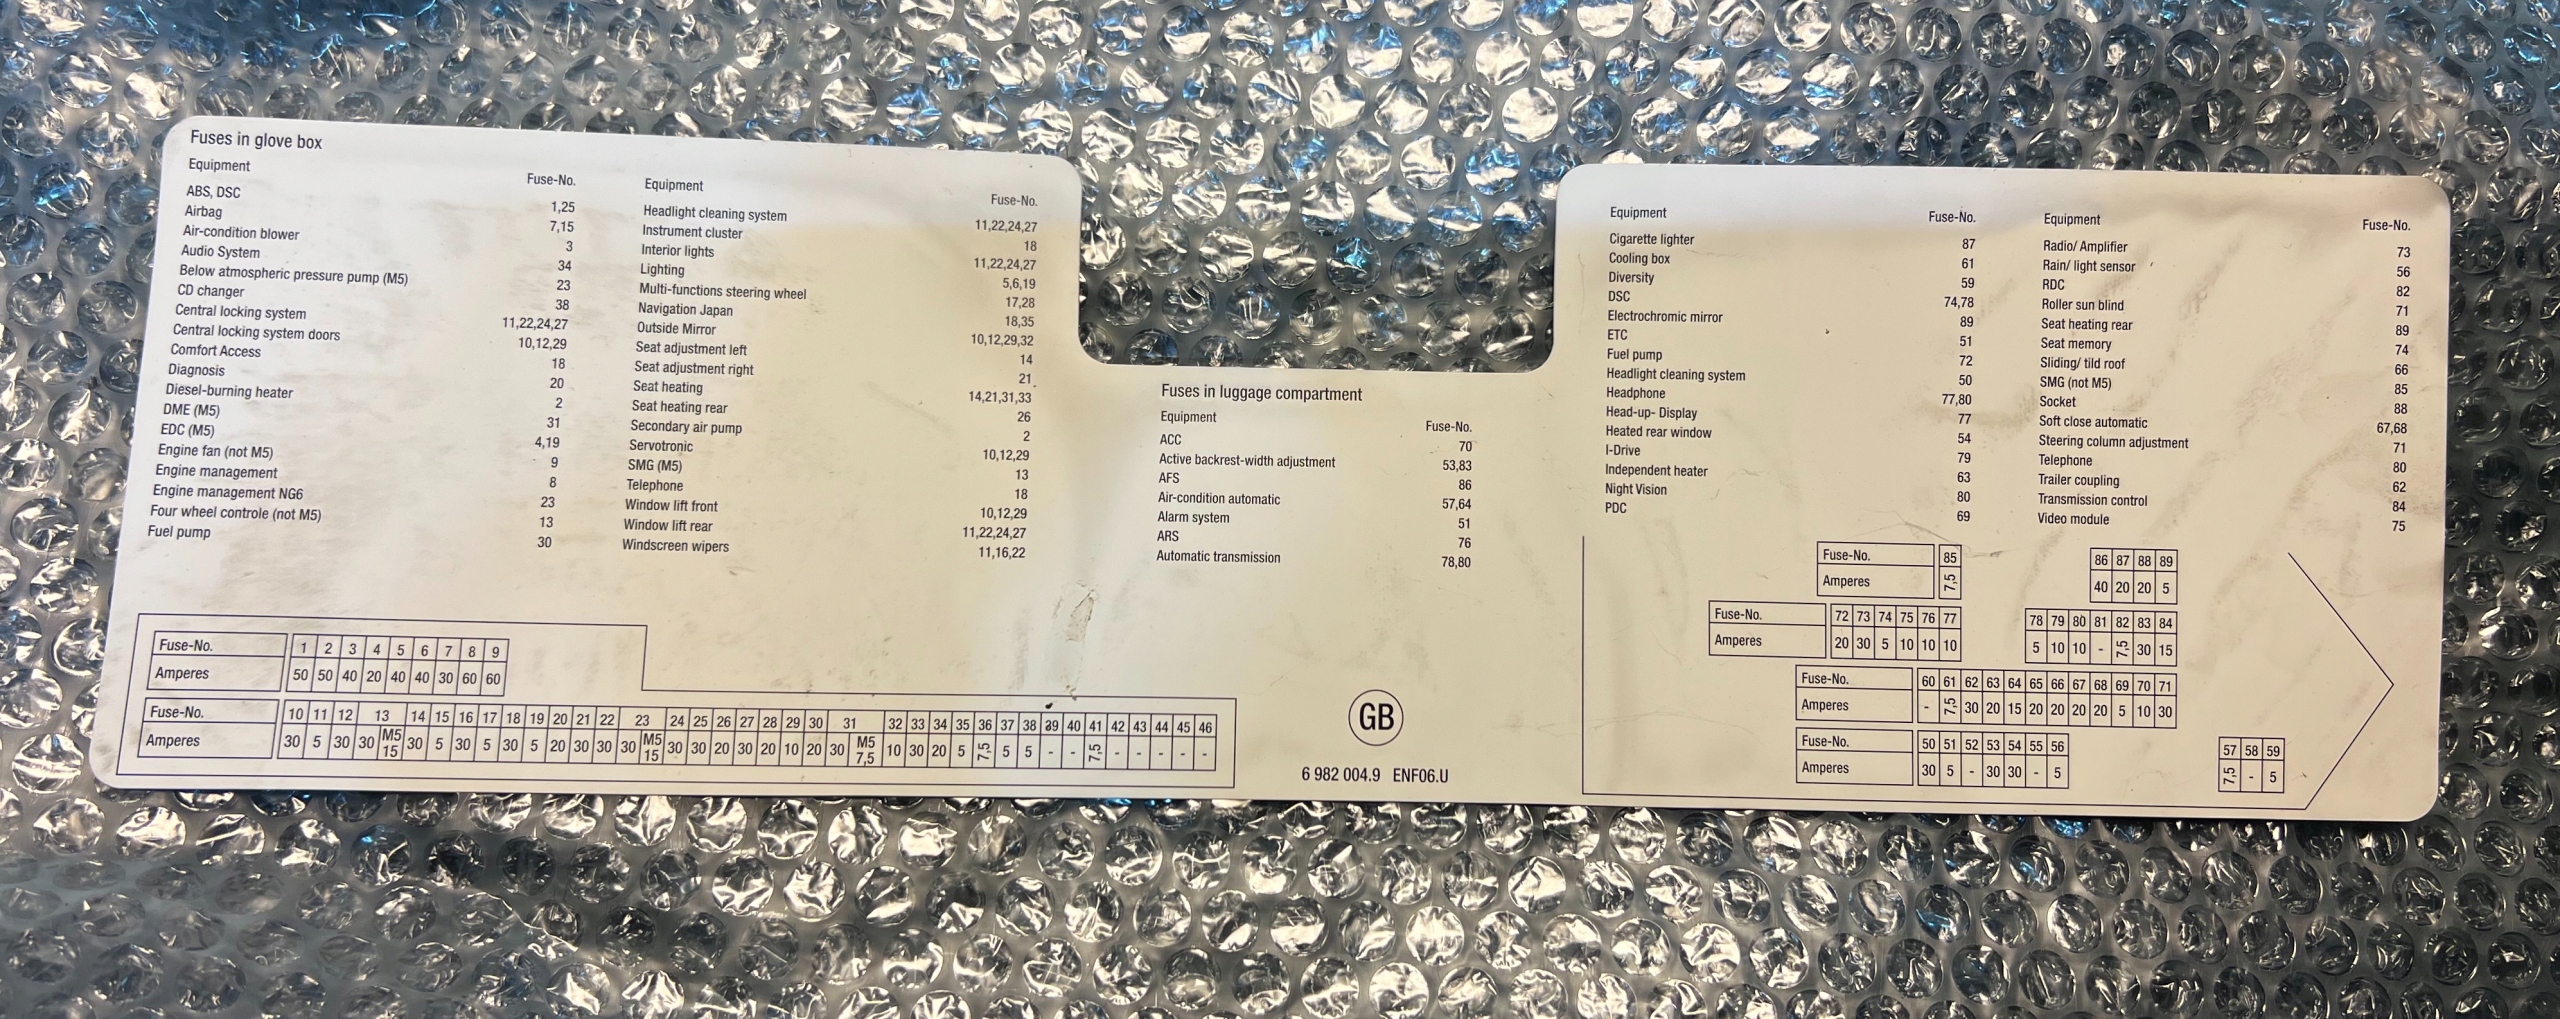 Fuses in glove box
Equipment Fuse-No.
ABS, DSC 1,25
Airbag 7,15
Air-condition blower 3
Audio System 34
Below atmospheric pressure pump (M5) 23
CD changer 38
Central locking system 11,22,24,27
Central locking system doors 10,12,29
Comfort Access 18
Diagnosis 20
Diesel-burning heater 2
DME (M5) 31
EDC (M5) 4,19
Engine fan (not M5) 9
Engine management 8
Engine management NG6 23
Four wheel controle (not M5) 13
Fuel pump 30
Equipment Fuse-No.
Headlight cleaning system 11,22,24,27
Instrument cluster 18
Interior lights 11,22,24,27
Lighting 5,6,19
Multi-functions steering wheel 17,28
Navigation Japan 18,35
Outside Mirror 10,12,29,32
Seat adjustment left 14
Seat adjustment right 21
Seat heating 14,21,31,33
Seat heating rear 26
Secondary air pump 2
Servotronic 10,12,29
SMG (M5) 13
Telephone 18
Window lift front 10,12,29
Window lift rear 11,22,24,27
Windscreen wipers 11,16,22
Fuse-No. 1 2 3 4 5 6 7 8 9
Amperes 50 50 40 20 40 40 30 60 60
Fuse-No. 10 11 12 13 14 15 16 17 18 19 20 21 22 23 24 25 26 27 28 29 30 31 32 33 34 35 36 37 38 39 40 41 42 43 44 45 46
Amperes 30 5 30 30 M5 15 30 5 30 5 30 5 20 30 30 30 M5 15 30 30 20 30 20 10 20 30 M5 7,5 10 30 20 5 7,5 5 5 - - 7,5 - - - - -
Fuses in luggage compartment
Equipment Fuse-No.
ACC 70
Active backrest-width adjustment 53,83
AFS 86
Air-condition automatic 57,64
Alarm system 51
ARS 76
Automatic transmission 78,80
GB
6 982 004.9 ENF06.U
Equipment Fuse-No.
Cigarette lighter 87
Cooling box 61
Diversity 59
DSC 74,78
Electrochromic mirror 89
ETC 51
Fuel pump 72
Headlight cleaning system 50
Headphone 77,80
Head-up- Display 77
Heated rear window 54
I-Drive 79
Independent heater 63
Night Vision 80
PDC 69
Equipment Fuse-No.
Radio/ Amplifier 73
Rain/ light sensor 56
RDC 82
Roller sun blind 71
Seat heating rear 89
Seat memory 74
Sliding/ tild roof 66
SMG (not M5) 85
Socket 88
Soft close automatic 67,68
Steering column adjustment 71
Telephone 80
Trailer coupling 62
Transmission control 84
Video module 75
Fuse-No. 85 86 87 88 89
Amperes 7,5 40 20 20 5
Fuse-No. 72 73 74 75 76 77 78 79 80 81 82 83 84
Amperes 20 30 5 10 10 10 5 10 10 - 7,5 30 15
Fuse-No. 60 61 62 63 64 65 66 67 68 69 70 71
Amperes - 7,5 30 20 15 20 20 20 20 5 10 30
Fuse-No. 50 51 52 53 54 55 56 57 58 59
Amperes 30 5 - 30 30 - 5 7,5 - 5